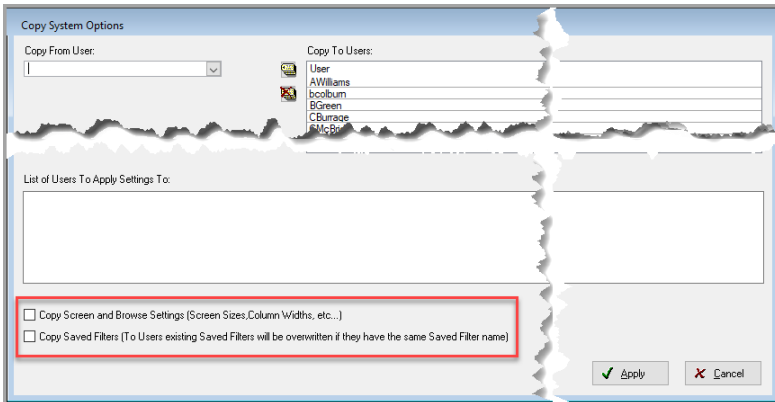 Copy System Options
Copy From User:
Copy To Users:
User
AWilliams
bcolburn
BGreen
CBurrage
List of Users To Apply Settings To:
Copy Screen and Browse Settings (Screen Sizes,Column Widths, etc...)
Copy Saved Filters (To Users existing Saved Filters will be overwritten if they have the same Saved Filter name)
Apply
Cancel